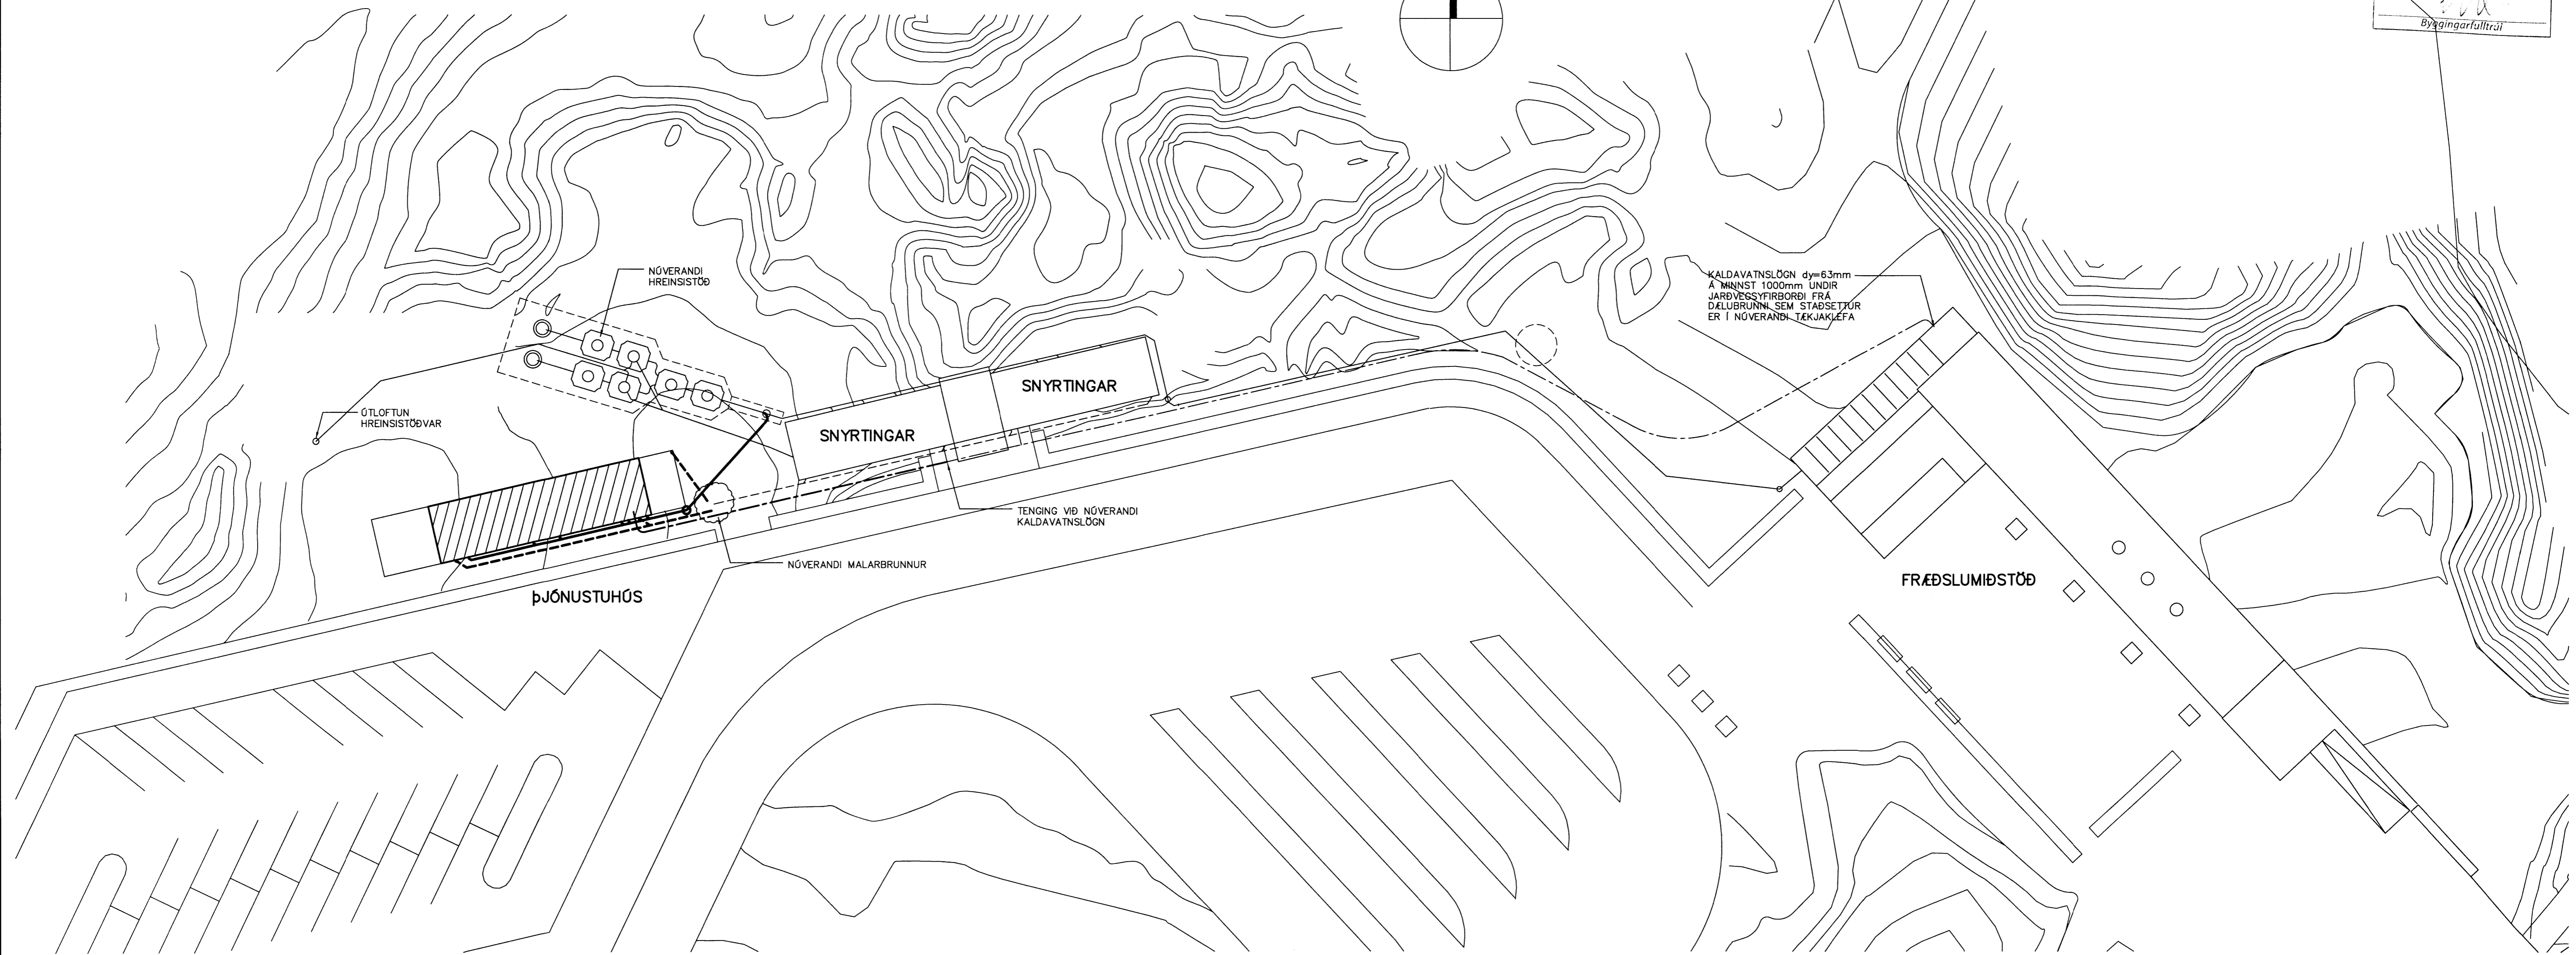 Byggingarfulltrúi
NÚVERANDI
HREINSISTÖÐ
KALDAVATNSLÖGN dy=63mm
Á MINNST 1000mm UNDIR
JARÐVEGSYFIRBORÐI FRÁ
DÆLUBRUNNI SEM STAÐSETTUR
ER Í NÚVERANDI TÆKJAKLEFA
SNYRTINGAR
ÚTLOFTUN
HREINSISTÖÐVAR
SNYRTINGAR
TENGING VIÐ NÚVERANDI
KALDAVATNSLÖGN
NÚVERANDI MALARBRUNNUR
FRÆÐSLUMIÐSTÖÐ
ÞJÓNUSTUHÚS